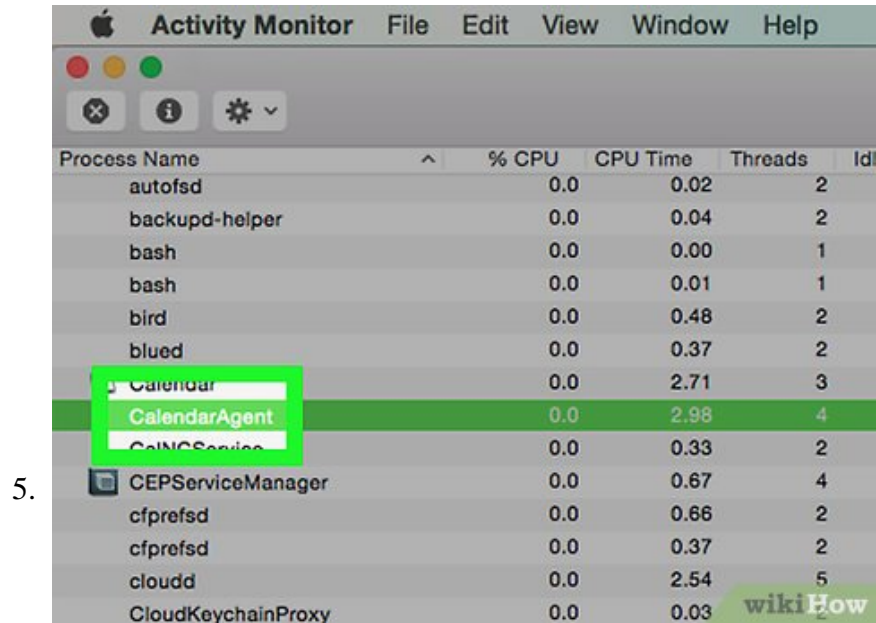 Activity Monitor File Edit View Window Help
Process Name % CPU CPU Time Threads Idl
autofsd 0.0 0.02 2
backupd-helper 0.0 0.04 2
bash 0.0 0.00 1
bash 0.0 0.01 1
bird 0.0 0.48 2
blued 0.0 0.37 2
Calendar 0.0 2.71 3
CalendarAgent 0.0 2.98 4
CalNCService 0.0 0.33 2
5.
CEPServiceManager 0.0 0.67 4
cfprefsd 0.0 0.66 2
cfprefsd 0.0 0.37 2
cloudd 0.0 2.54 5
CloudKeychainProxy 0.0 0.03 2
wikiHow